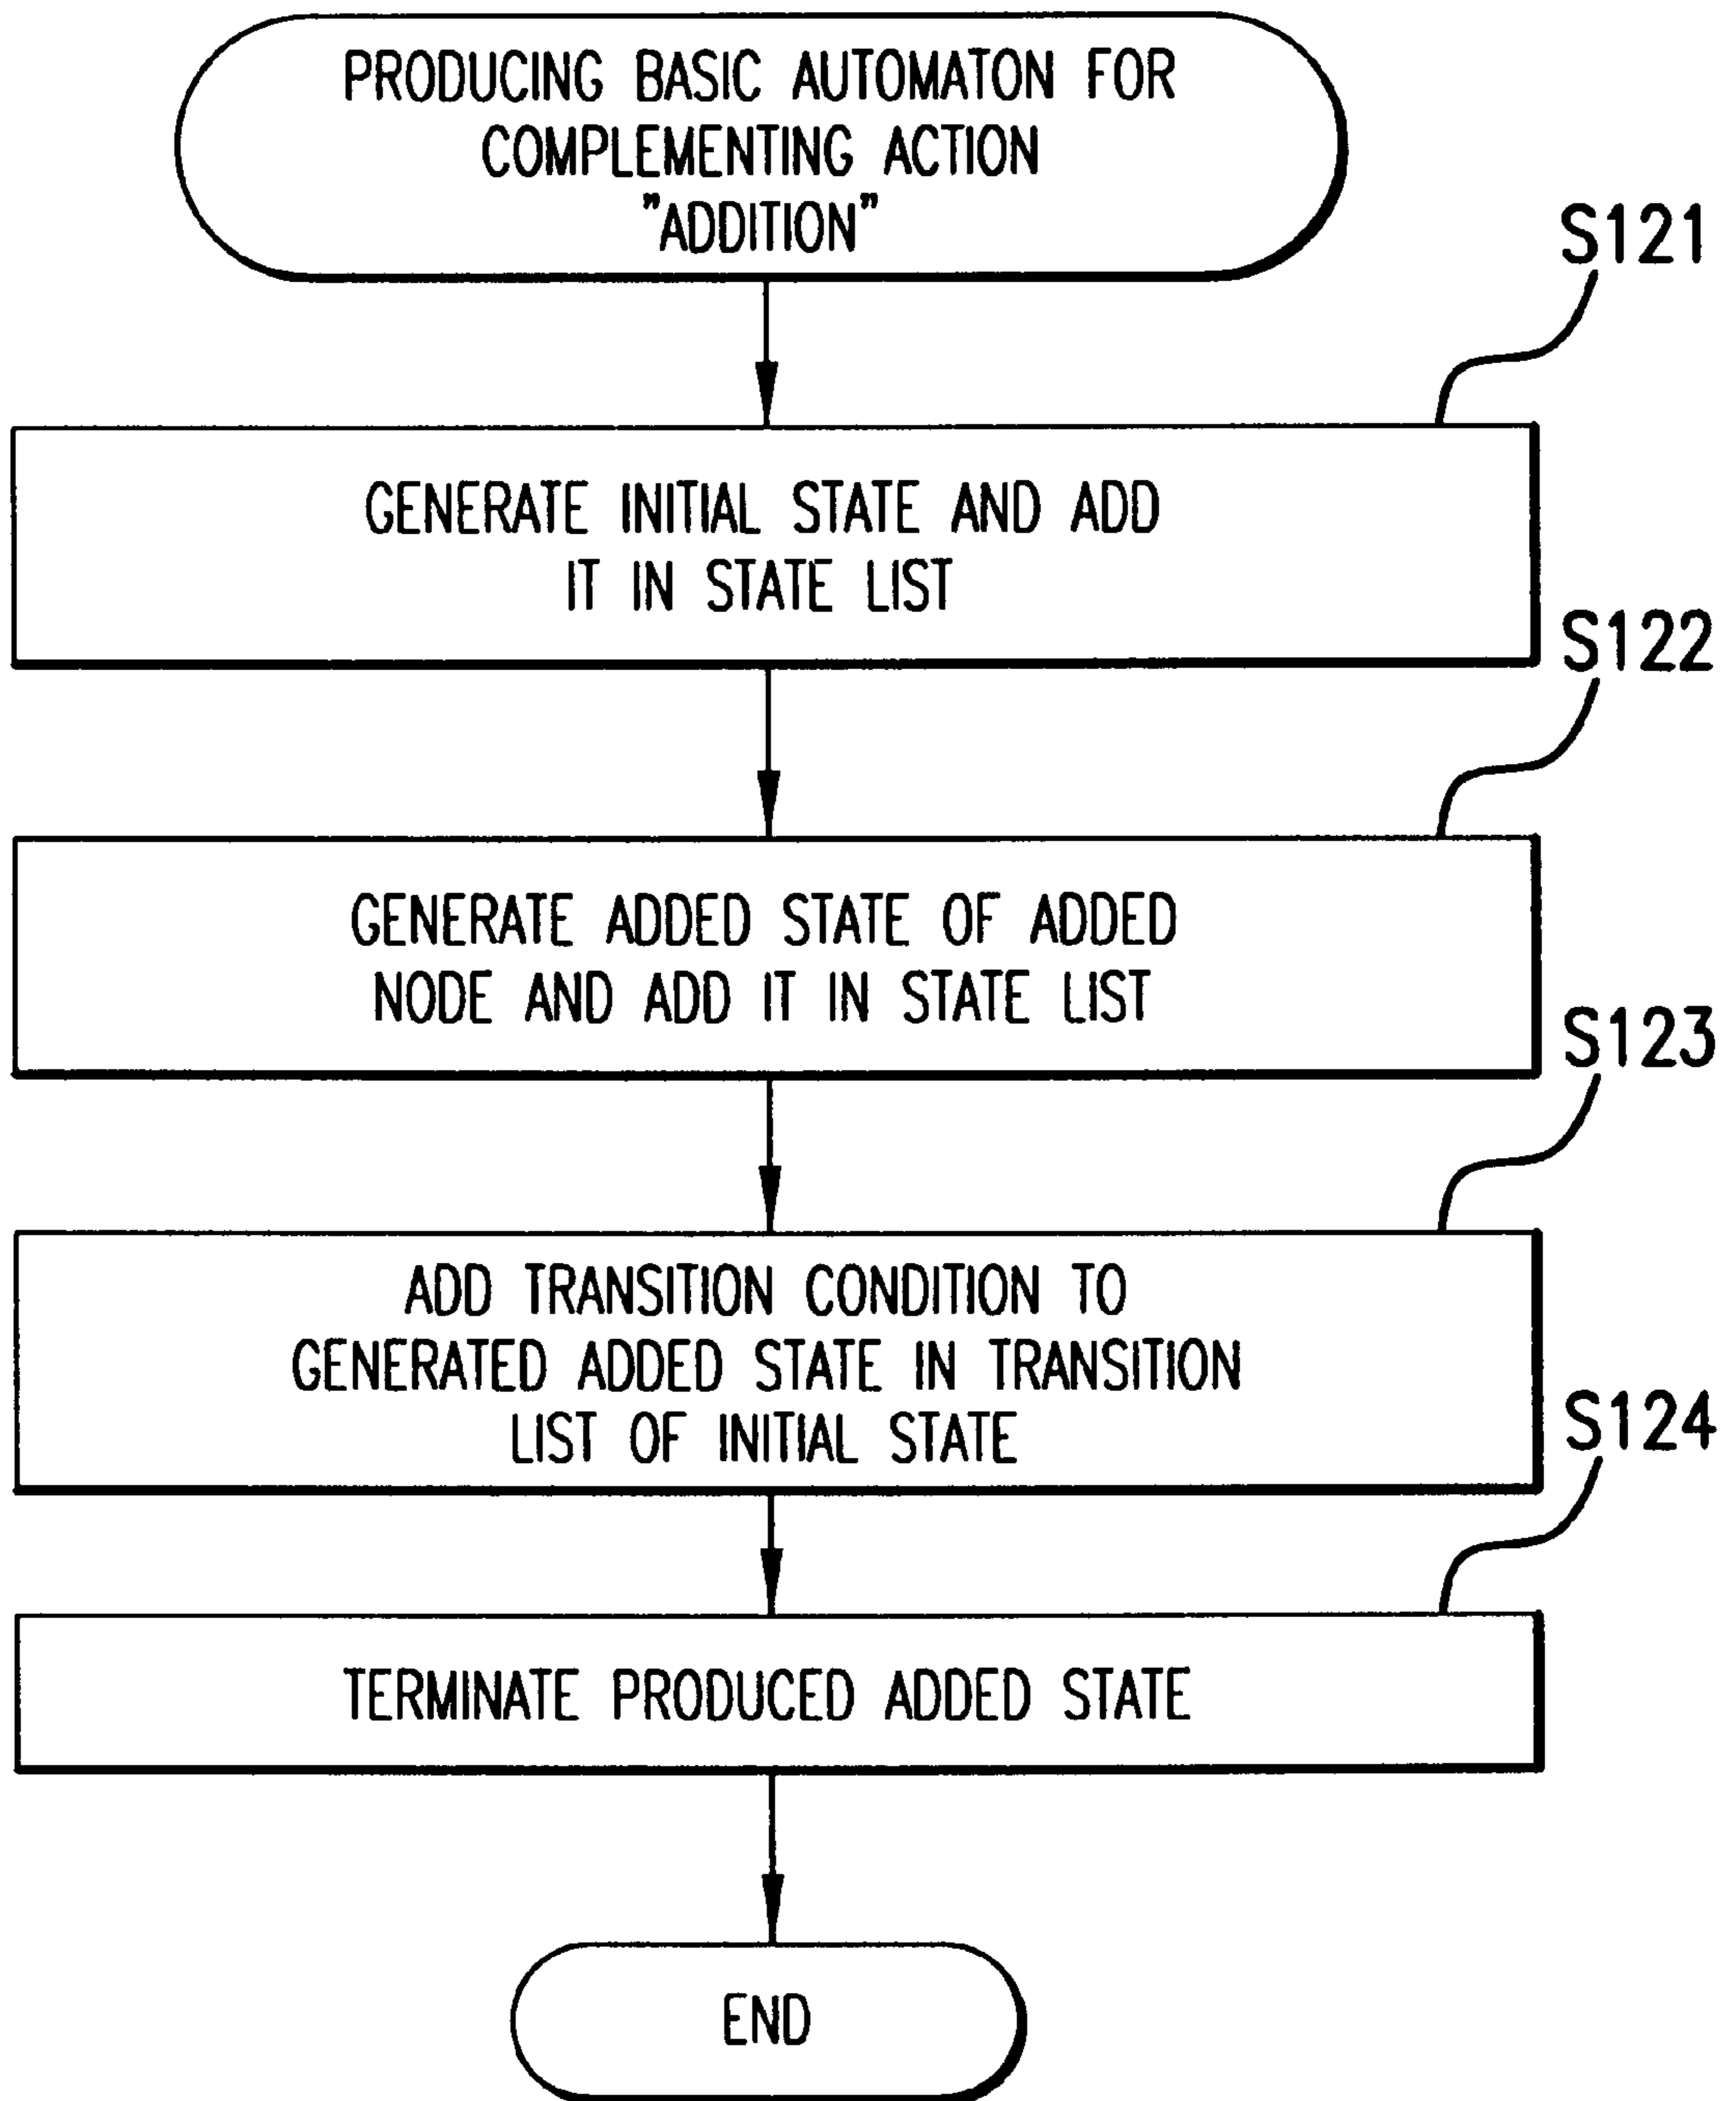 PRODUCING BASIC AUTOMATON FOR
COMPLEMENTING ACTION
"ADDITION"
S121
GENERATE INITIAL STATE AND ADD
IT IN STATE LIST
S122
GENERATE ADDED STATE OF ADDED
NODE AND ADD IT IN STATE LIST
S123
ADD TRANSITION CONDITION TO
GENERATED ADDED STATE IN TRANSITION
LIST OF INITIAL STATE
S124
TERMINATE PRODUCED ADDED STATE
END